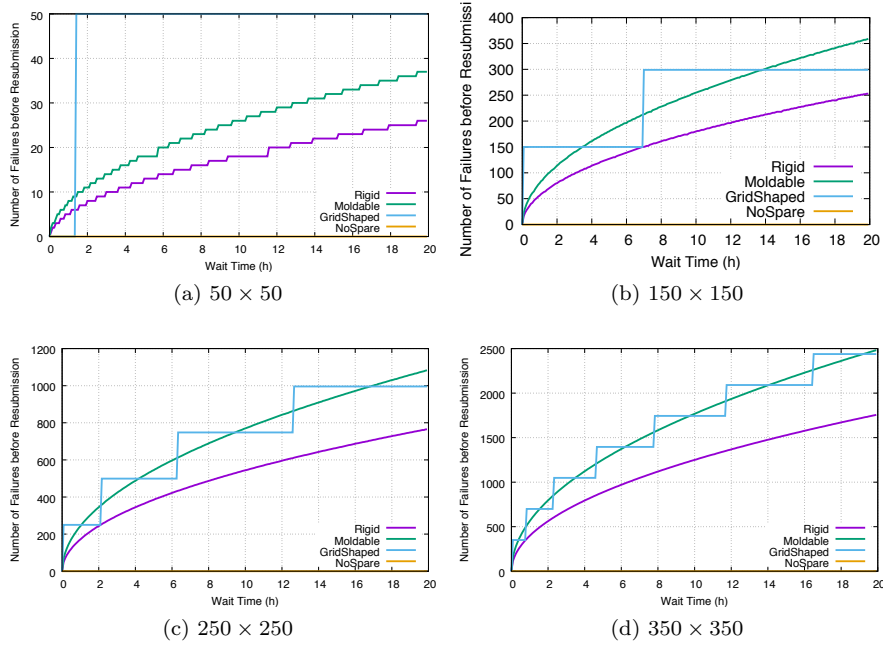 Number of Failures before Resubmission
50
40
30
20
10
0
0 2 4 6 8 10 12 14 16 18 20
Wait Time (h)
Rigid
Moldable
GridShaped
NoSpare
(a) 50 × 50
Number of Failures before Resubmissi
400
350
300
250
200
150
100
50
0
0 2 4 6 8 10 12 14 16 18 20
Wait Time (h)
Rigid
Moldable
GridShaped
NoSpare
(b) 150 × 150
Number of Failures before Resubmission
1200
1000
800
600
400
200
0
0 2 4 6 8 10 12 14 16 18 20
Wait Time (h)
Rigid
Moldable
GridShaped
NoSpare
(c) 250 × 250
Number of Failures before Resubmission
2500
2000
1500
1000
500
0
0 2 4 6 8 10 12 14 16 18 20
Wait Time (h)
Rigid
Moldable
GridShaped
NoSpare
(d) 350 × 350